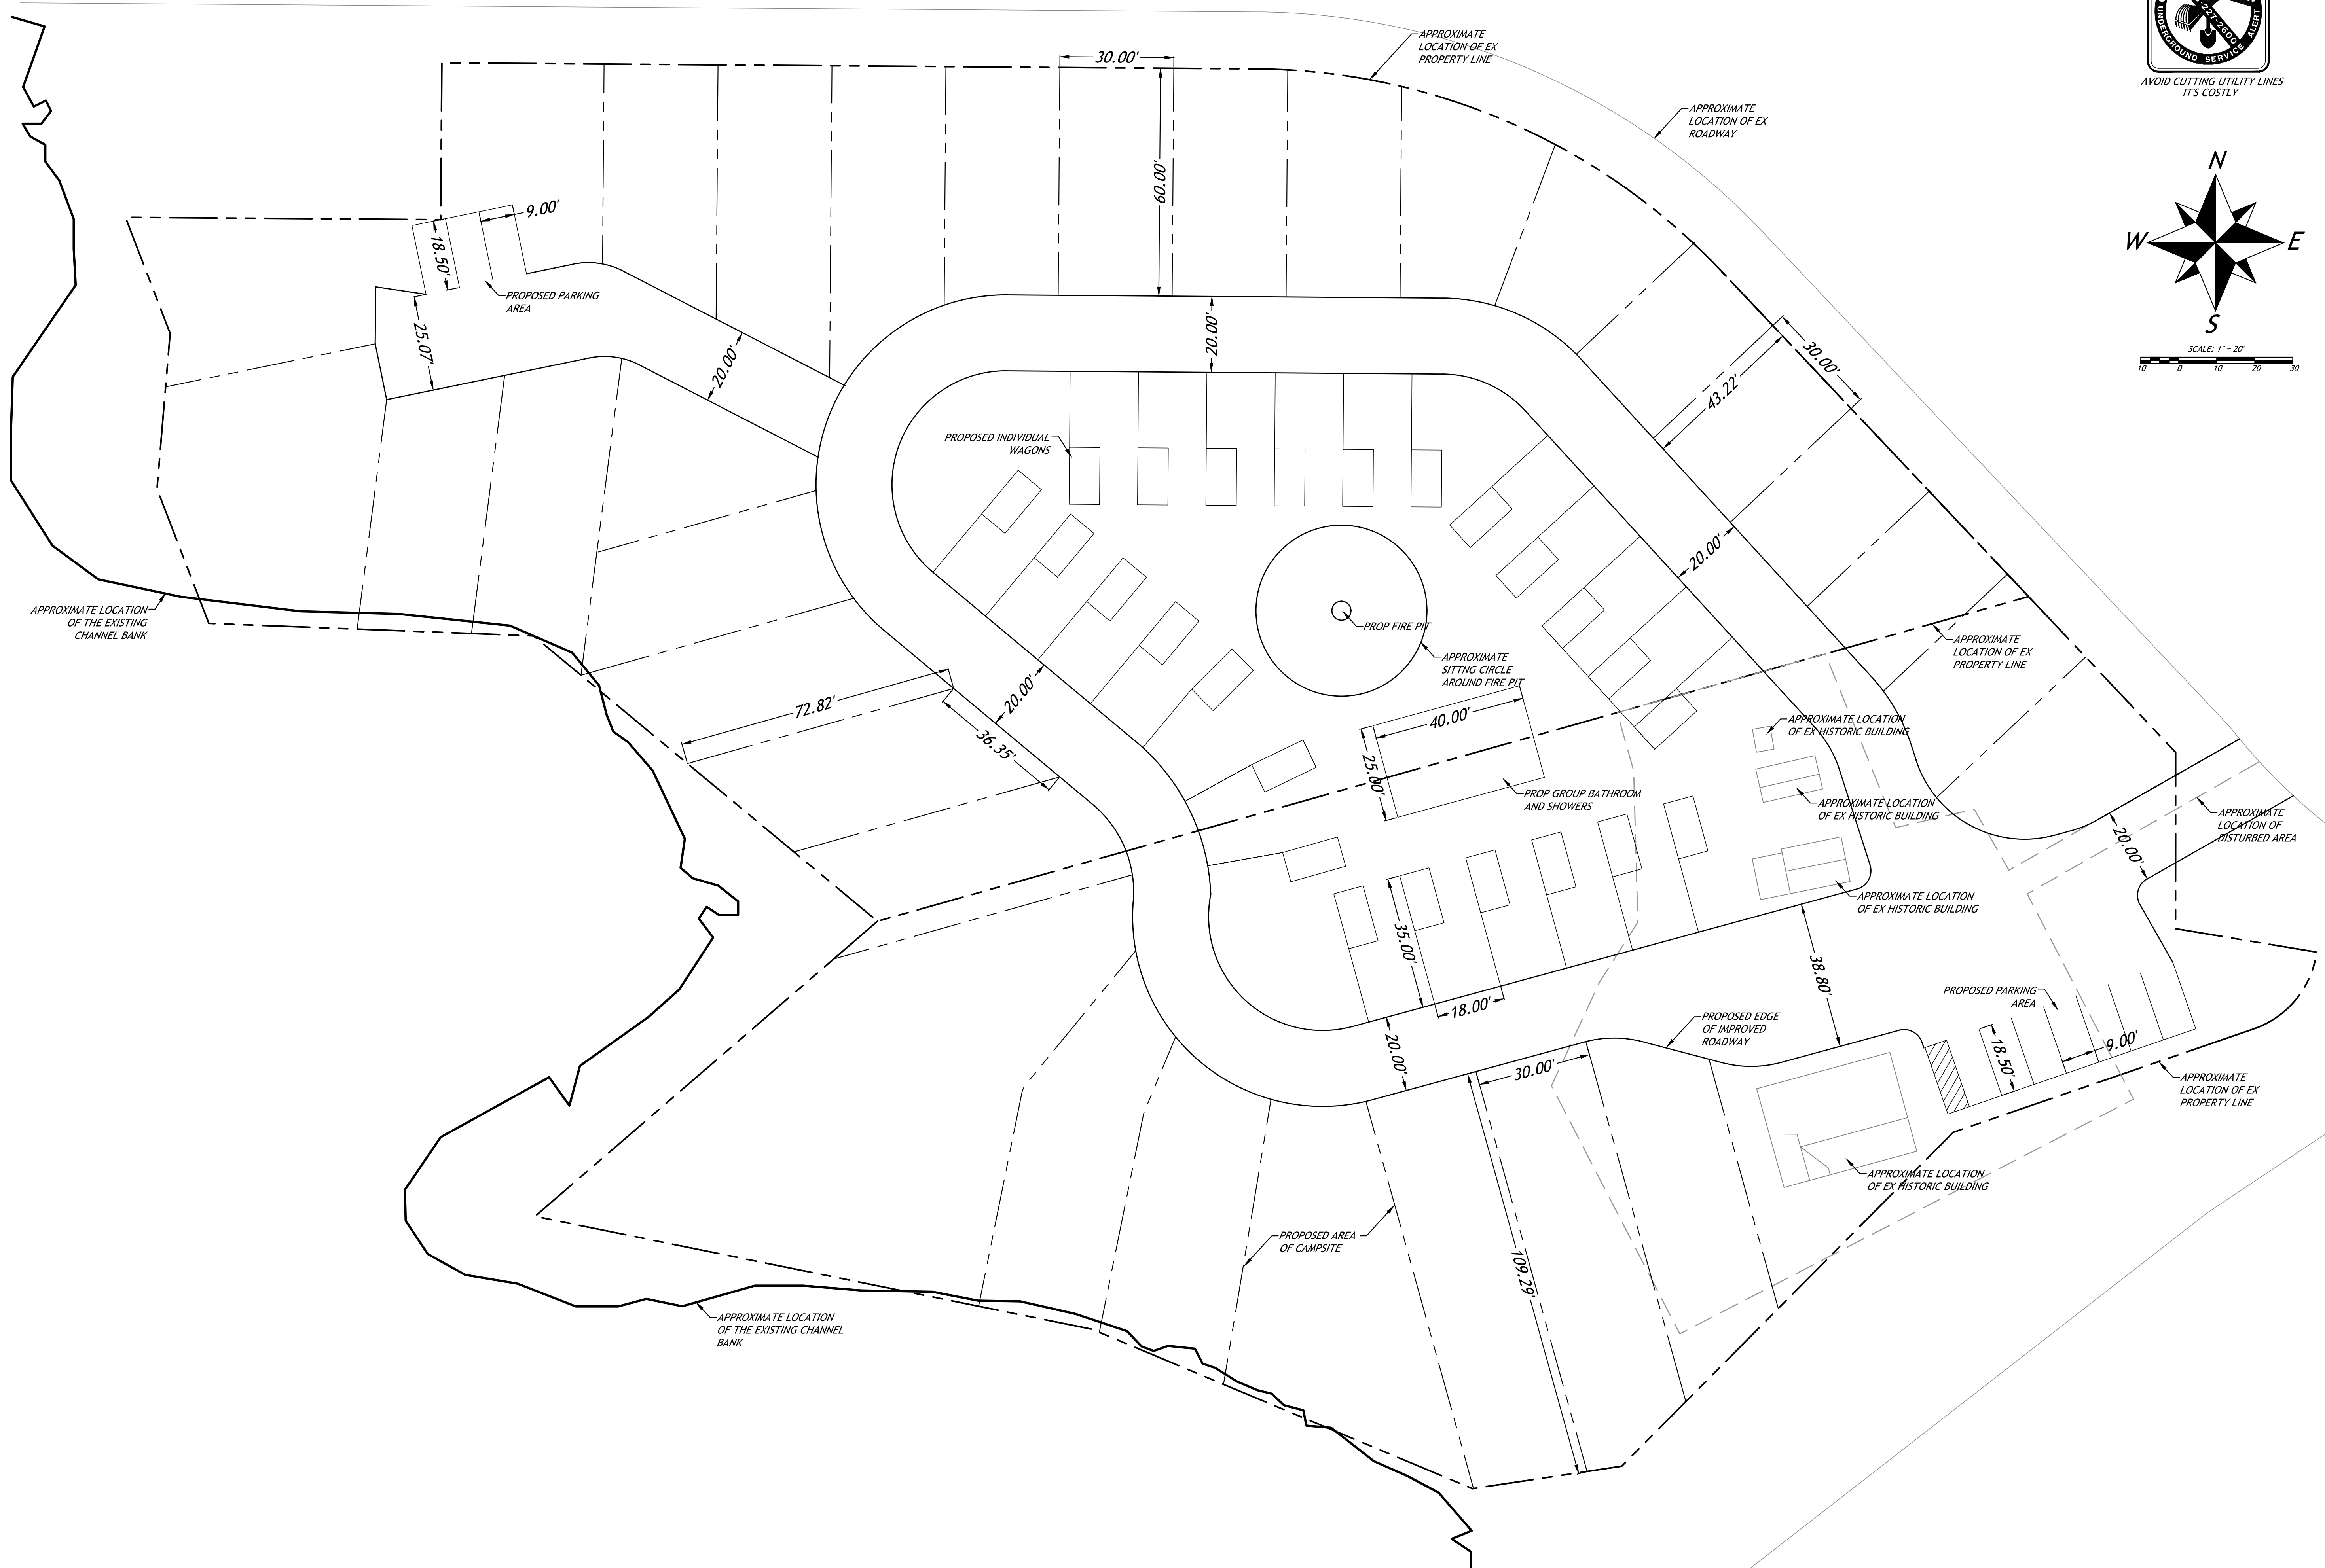 -227-2600
UNDERGROUND SERVICE ALERT
AVOID CUTTING UTILITY LINES
IT'S COSTLY
N
W
E
S
SCALE: 1" = 20'
10 0 10 20 30
APPROXIMATE
LOCATION OF EX
PROPERTY LINE
30.00'
APPROXIMATE
LOCATION OF EX
ROADWAY
60.00'
9.00'
18.50'
PROPOSED PARKING
AREA
25.07'
20.00'
20.00'
30.00'
43.22'
PROPOSED INDIVIDUAL
WAGONS
20.00'
APPROXIMATE LOCATION
OF THE EXISTING
CHANNEL BANK
PROP FIRE PIT
APPROXIMATE
SITTNG CIRCLE
AROUND FIRE PIT
APPROXIMATE
LOCATION OF EX
PROPERTY LINE
72.82'
20.00'
36.35'
40.00'
25.00'
APPROXIMATE LOCATION
OF EX HISTORIC BUILDING
PROP GROUP BATHROOM
AND SHOWERS
APPROXIMATE LOCATION
OF EX HISTORIC BUILDING
APPROXIMATE
LOCATION OF
DISTURBED AREA
20.00'
APPROXIMATE LOCATION
OF EX HISTORIC BUILDING
35.00'
18.00'
38.80'
PROPOSED PARKING
AREA
PROPOSED EDGE
OF IMPROVED
ROADWAY
20.00'
30.00'
18.50'
9.00'
APPROXIMATE
LOCATION OF EX
PROPERTY LINE
APPROXIMATE LOCATION
OF EX HISTORIC BUILDING
PROPOSED AREA
OF CAMPSITE
109.29'
APPROXIMATE LOCATION
OF THE EXISTING CHANNEL
BANK